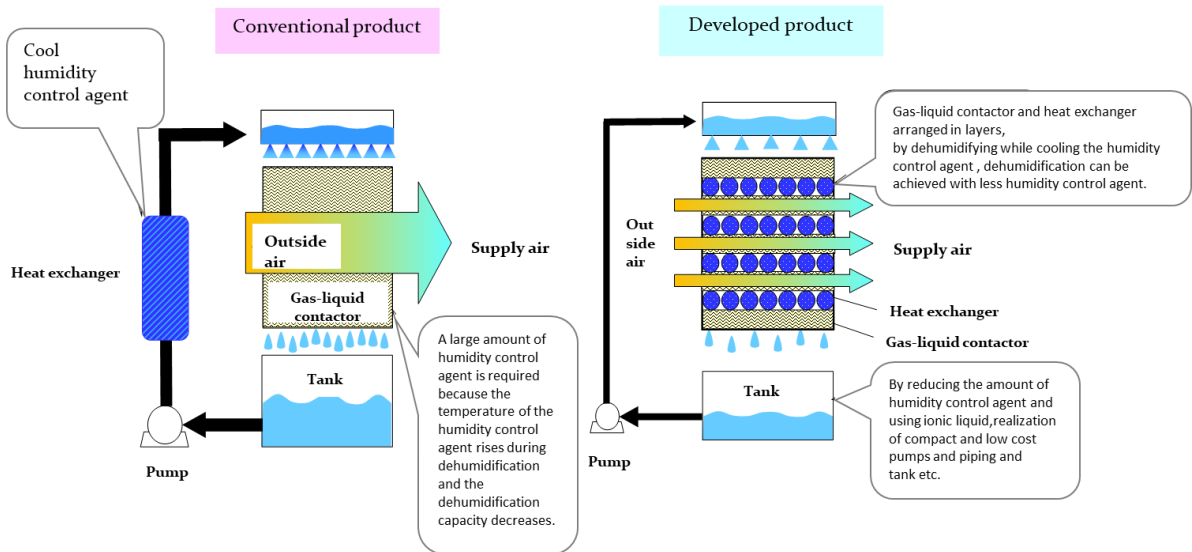 Conventional product
Cool
humidity
control agent
Heat exchanger
Outside
air
Supply air
Gas-liquid
contactor
Tank
Pump
A large amount of
humidity control
agent is required
because the
temperature of the
humidity control
agent rises during
dehumidification
and the
dehumidification
capacity decreases.
Developed product
Gas-liquid contactor and heat exchanger
arranged in layers,
by dehumidifying while cooling the humidity
control agent , dehumidification can be
achieved with less humidity control agent.
Out
side
air
Supply air
Heat exchanger
Gas-liquid contactor
Tank
Pump
By reducing the amount of
humidity control agent and
using ionic liquid,realization
of compact and low cost
pumps and piping and
tank etc.